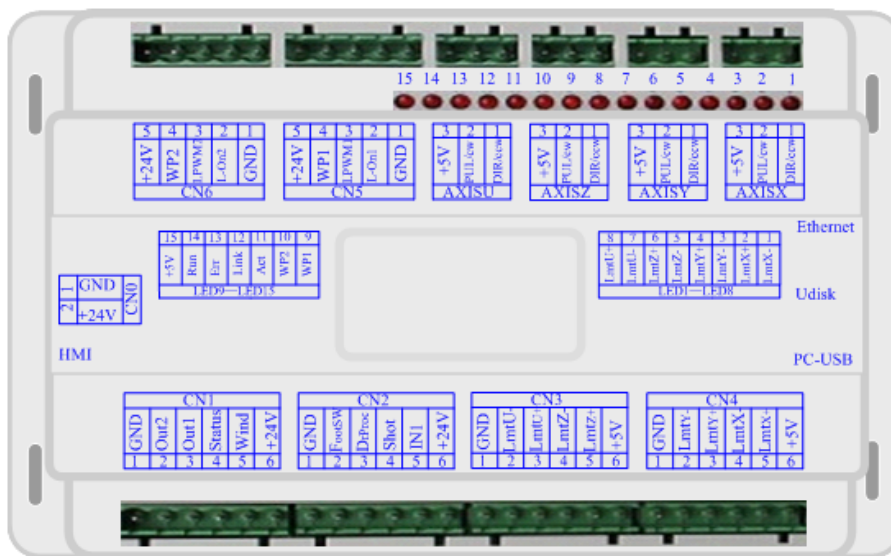 15 14 13 12 11 10 9 8 7 6 5 4 3 2 1
5 4 3 2 1
+24V WP2 LPWM2 L-On2 GND
CN6
5 4 3 2 1
+24V WP1 LPWM1 L-On1 GND
CN5
3 2 1
+5V PUL/cw DIR/ccw
AXISU
3 2 1
+5V PUL/cw DIR/ccw
AXISZ
3 2 1
+5V PUL/cw DIR/ccw
AXISY
3 2 1
+5V PUL/cw DIR/ccw
AXISX
Ethernet
15 14 13 12 11 10 9
+5V Run Err Link Act WP2 WP1
LED9—LED15
8 7 6 5 4 3 2 1
LmtU+ LmtU- LmtZ+ LmtZ- LmtY+ LmtY- LmtX+ LmtX-
LED1—LED8
1 GND
2 +24V
CN0
Udisk
HMI
PC-USB
CN1
GND Out2 Out1 Status Wind +24V
1 2 3 4 5 6
CN2
GND FootSW DrProc Shot IN1 +24V
1 2 3 4 5 6
CN3
GND LmtU- LmtU+ LmtZ- Lmtz+ +5V
1 2 3 4 5 6
CN4
GND LmtY- LmtY+ LmtX- Lmtx+ +5V
1 2 3 4 5 6